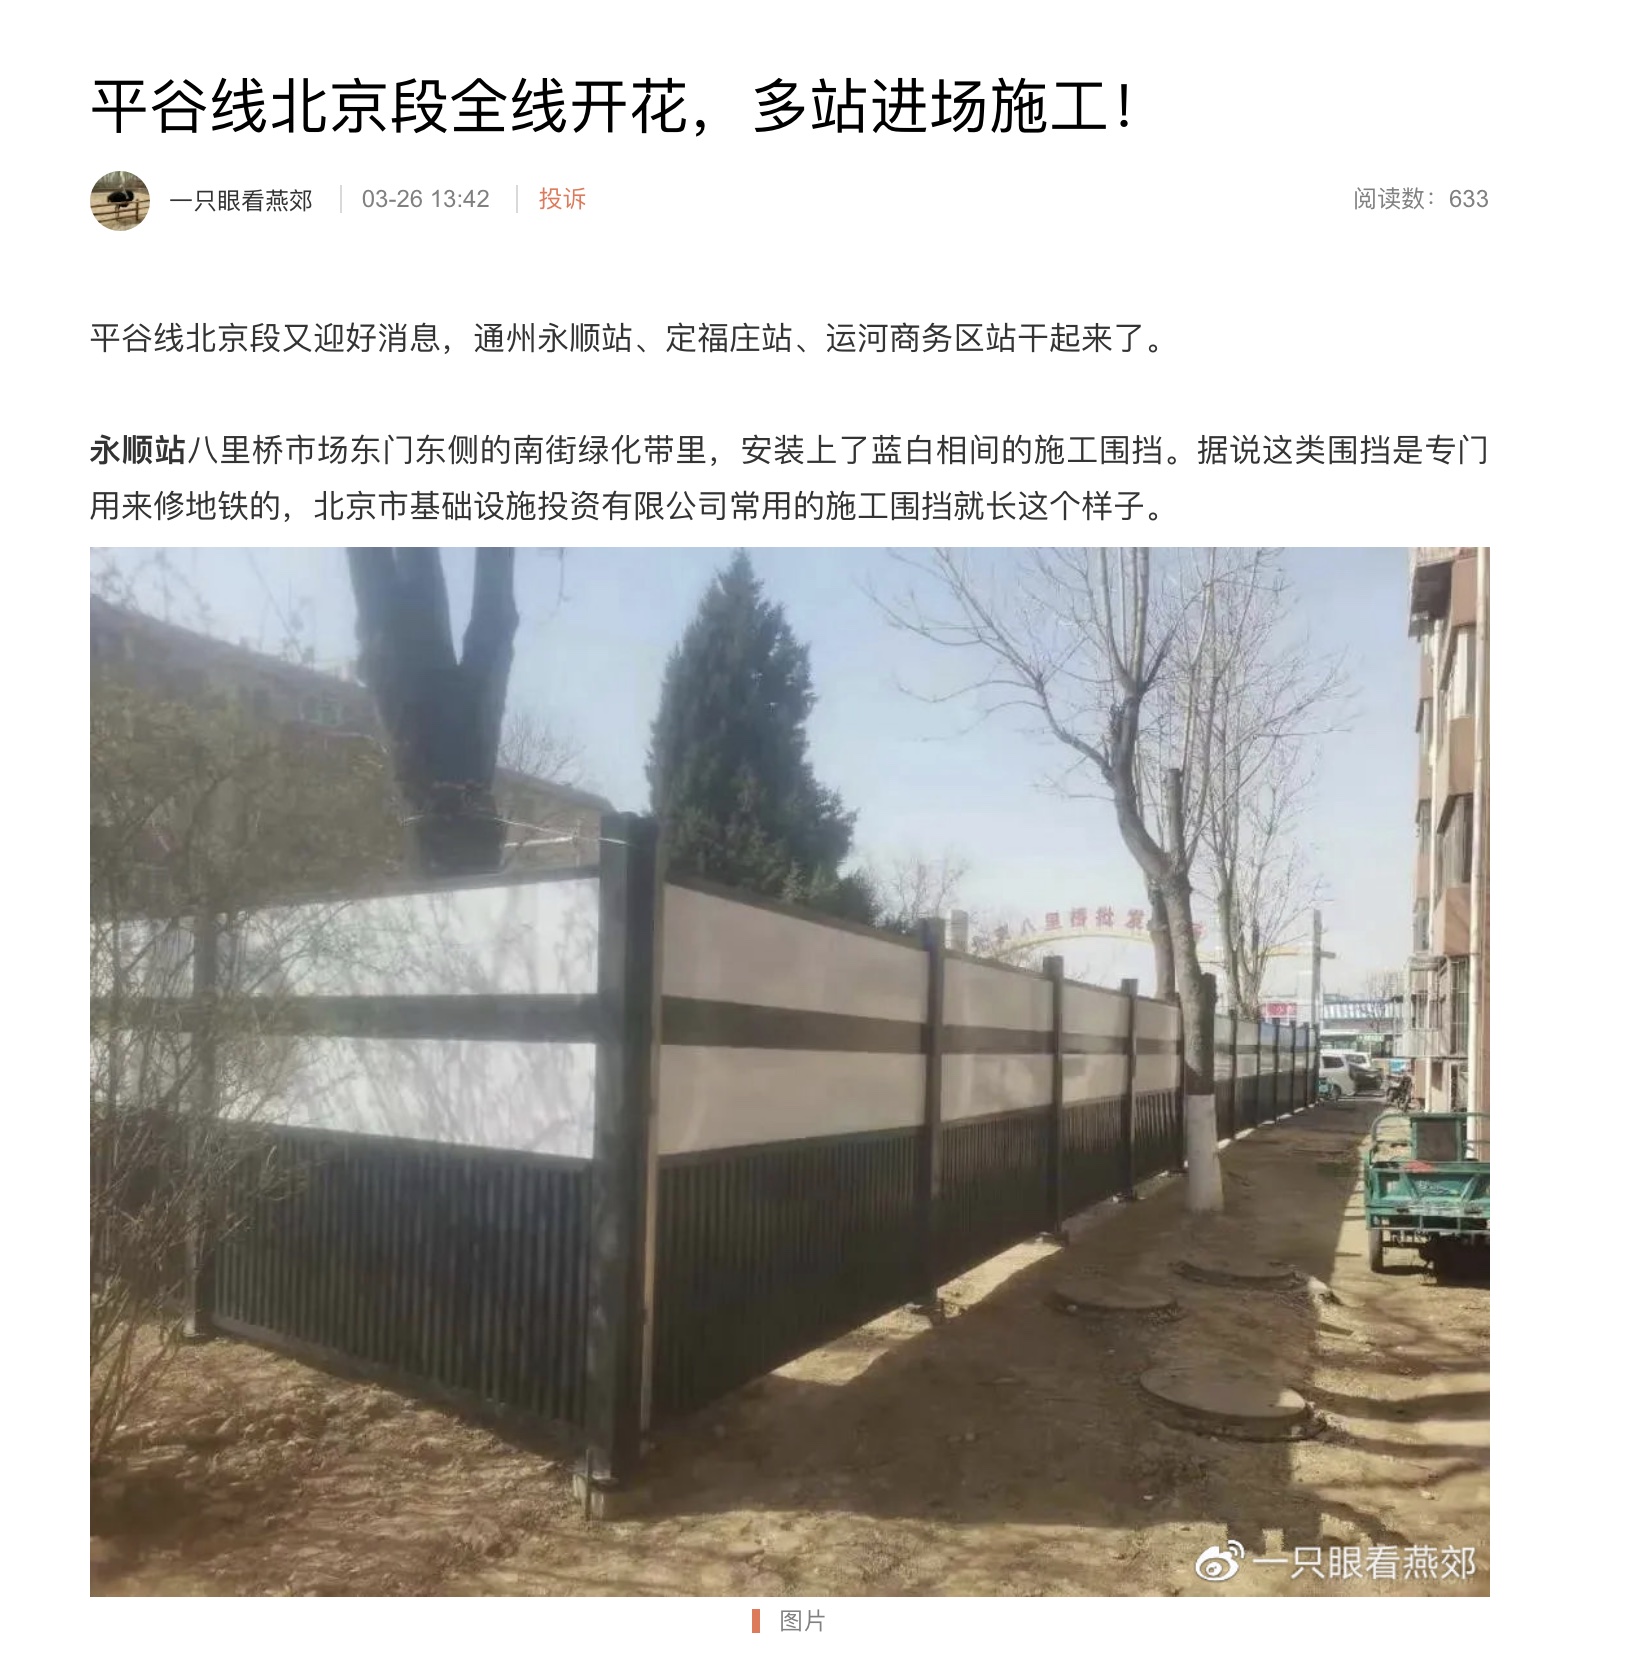 平谷线北京段全线开花，多站进场施工！
一只眼看燕郊
03-26 13:42
投诉
阅读数：633
平谷线北京段又迎好消息，通州永顺站、定福庄站、运河商务区站干起来了。
永顺站八里桥市场东门东侧的南街绿化带里，安装上了蓝白相间的施工围挡。据说这类围挡是专门
用来修地铁的，北京市基础设施投资有限公司常用的施工围挡就长这个样子。
八里桥批发
一只眼看燕郊
图片